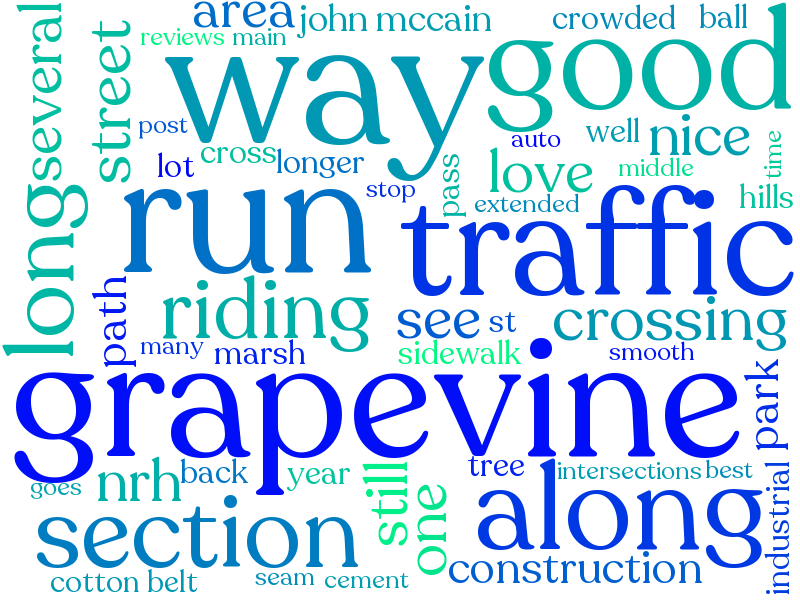 area
john mccain
crowded
ball
reviews
main
several
street
way
good
post
cross
longer
lot
stop
auto
well
nice
time
pass
love
middle
extended
hills
long
run
traffic
path
riding
see
st
crossing
many
marsh
sidewalk
smooth
grapevine
park
goes
nrh
back
year
still
one
tree
intersections
best
industrial
section
along
construction
cotton belt
seam
cement